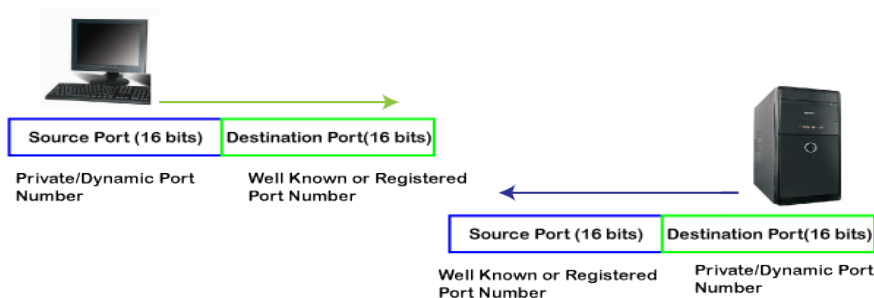 Source Port (16 bits) Destination Port(16 bits)
Private/Dynamic Port
Number
Well Known or Registered
Port Number
Source Port (16 bits) Destination Port(16 bits)
Well Known or Registered
Port Number
Private/Dynamic Port
Number